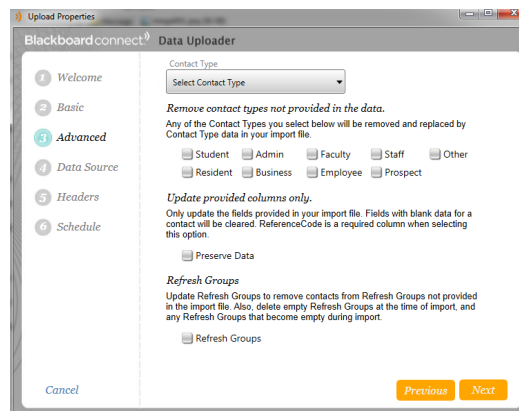 Upload Properties
Blackboard connect. Data Uploader
Contact Type
Select Contact Type
1 Welcome
2 Basic
3 Advanced
4 Data Source
5 Headers
6 Schedule
Remove contact types not provided in the data.
Any of the Contact Types you select below will be removed and replaced by
Contact Type data in your import file.
Student Admin Faculty Staff Other
Resident Business Employee Prospect
Update provided columns only.
Only update the fields provided in your import file. Fields with blank data for a
contact will be cleared. ReferenceCode is a required column when selecting
this option.
Preserve Data
Refresh Groups
Update Refresh Groups to remove contacts from Refresh Groups not provided
in the import file. Also, delete empty Refresh Groups at the time of import, and
any Refresh Groups that become empty during import.
Refresh Groups
Cancel
Previous Next